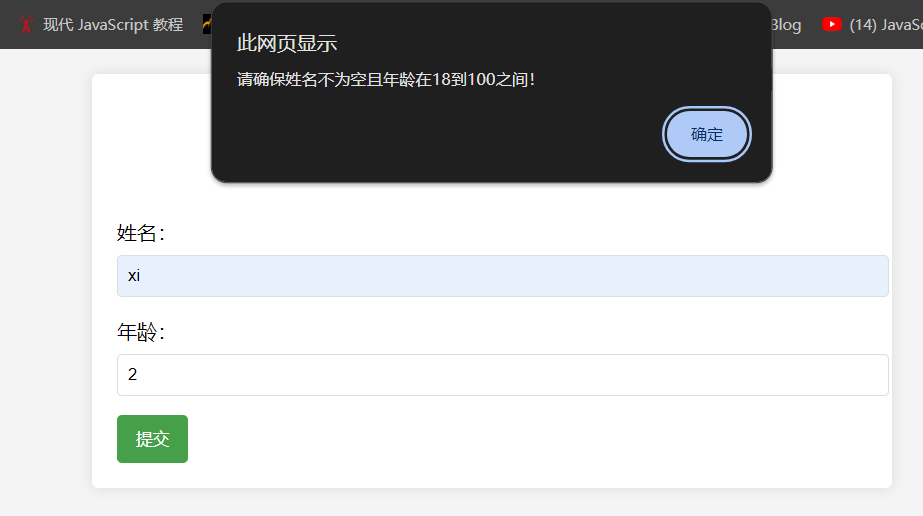 现代 JavaScript 教程
Blog
(14) JavaSc
此网页显示
请确保姓名不为空且年龄在18到100之间!
确定
姓名：
xi
年龄：
2
提交